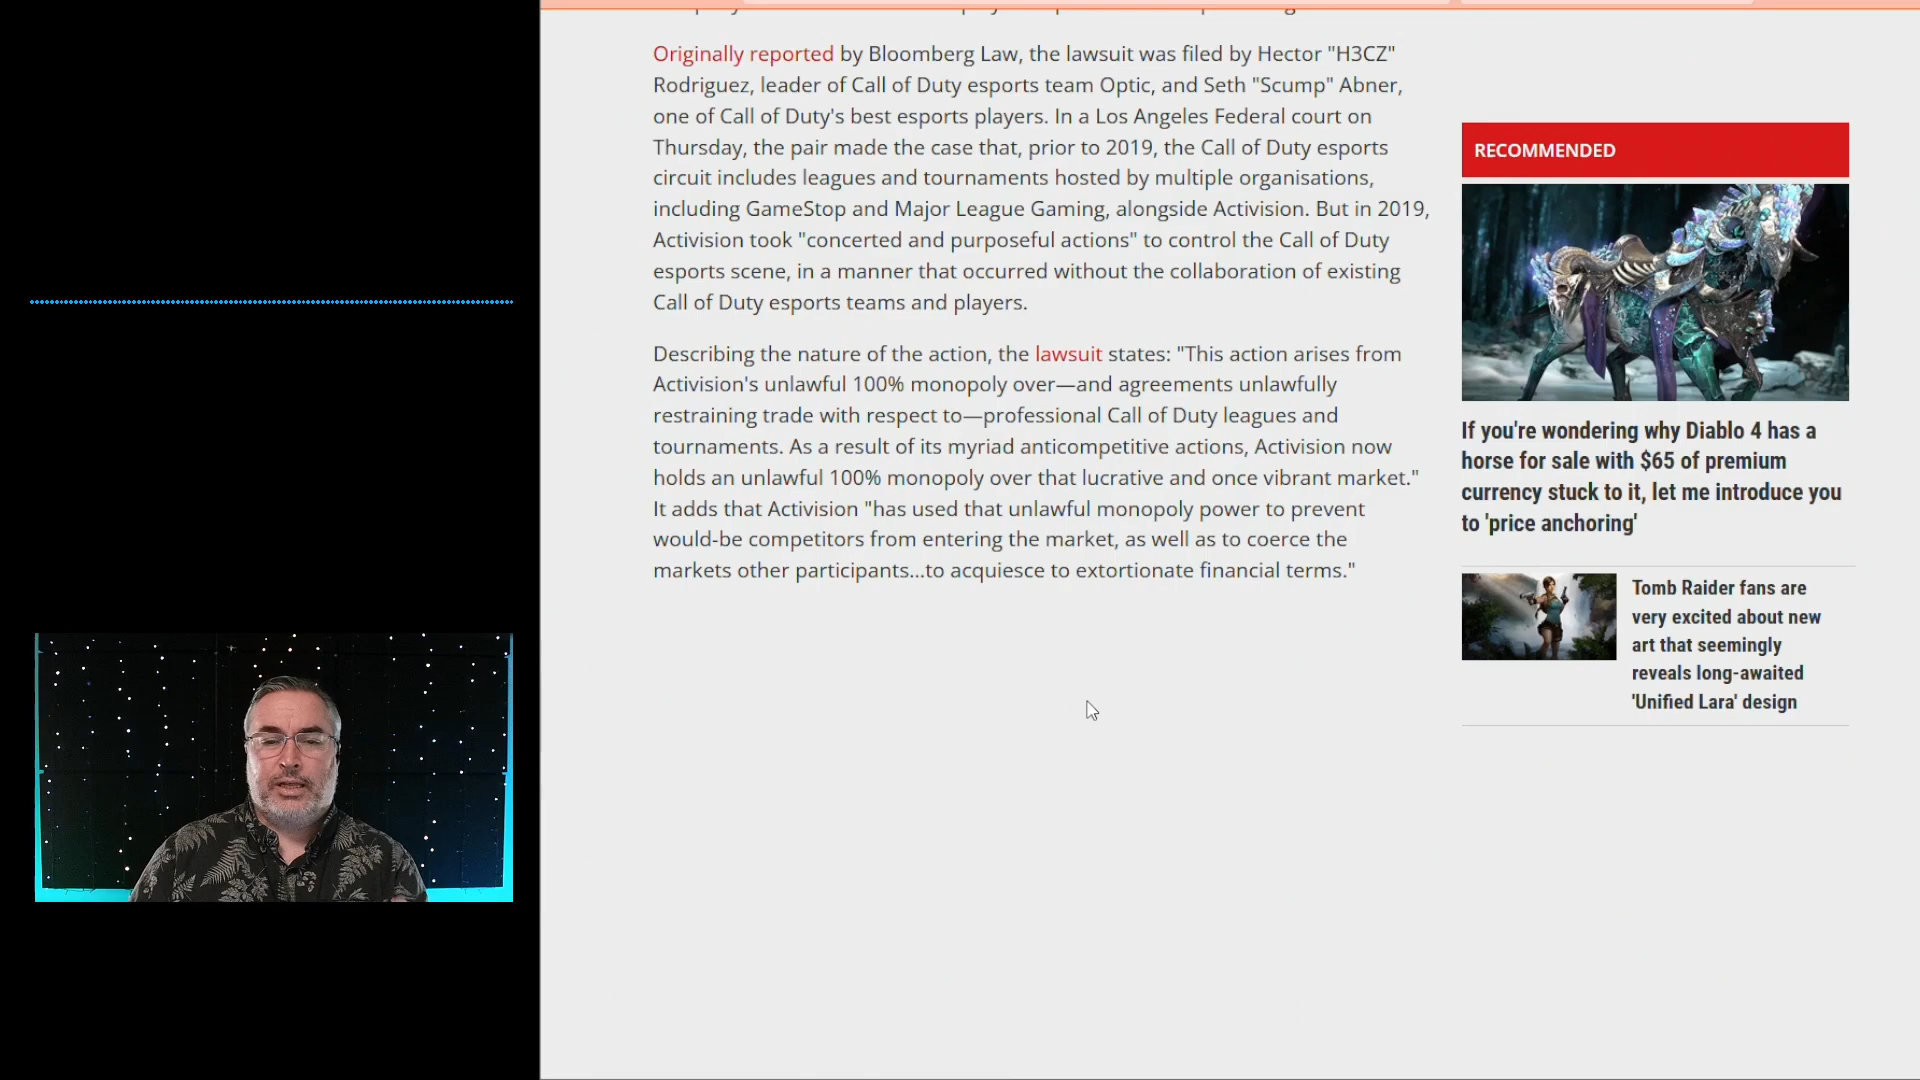 Originally reported by Bloomberg Law, the lawsuit was filed by Hector "H3CZ"
Rodriguez, leader of Call of Duty esports team Optic, and Seth "Scump" Abner,
one of Call of Duty's best esports players. In a Los Angeles Federal court on
Thursday, the pair made the case that, prior to 2019, the Call of Duty esports
circuit includes leagues and tournaments hosted by multiple organisations,
including GameStop and Major League Gaming, alongside Activision. But in 2019,
Activision took "concerted and purposeful actions" to control the Call of Duty
esports scene, in a manner that occurred without the collaboration of existing
Call of Duty esports teams and players.
Describing the nature of the action, the lawsuit states: "This action arises from
Activision's unlawful 100% monopoly over—and agreements unlawfully
restraining trade with respect to—professional Call of Duty leagues and
tournaments. As a result of its myriad anticompetitive actions, Activision now
holds an unlawful 100% monopoly over that lucrative and once vibrant market."
It adds that Activision "has used that unlawful monopoly power to prevent
would-be competitors from entering the market, as well as to coerce the
markets other participants...to acquiesce to extortionate financial terms."
RECOMMENDED
If you're wondering why Diablo 4 has a
horse for sale with $65 of premium
currency stuck to it, let me introduce you
to 'price anchoring'
Tomb Raider fans are
very excited about new
art that seemingly
reveals long-awaited
'Unified Lara' design